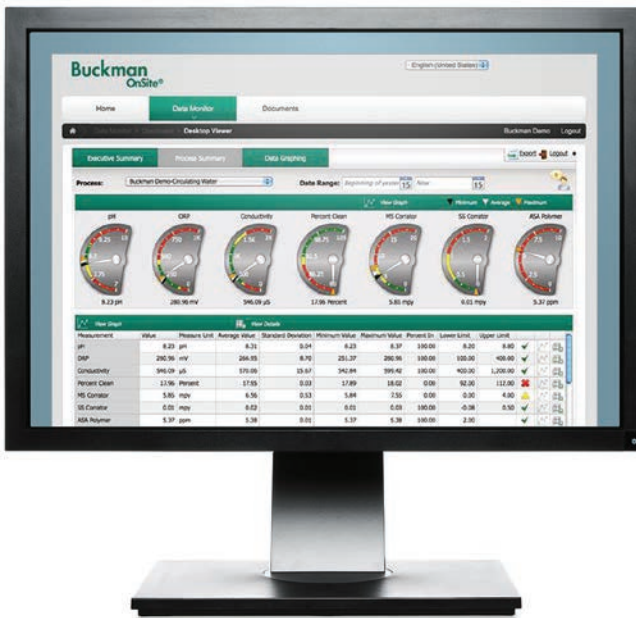 Buckman
OnSite®
English (United States)
Home Data Monitor Documents
Desktop Viewer Buckman Demo Logout
Executive Summary Process Summary Data Graphing Export Logout
Process: Buckman Demo-Circulating Water Date Range: Beginning of yesterday 15 Now 15
View Graph Minimum Average Maximum
pH ORP Conductivity Percent Clean MS Corrator SS Corrator ASA Polymer
8.23 pH 280.96 mV 546.09 µS 17.96 Percent 5.85 mpy 0.01 mpy 5.37 ppm
View Graph View Details
Measurement Value Measure Unit Average Value Standard Deviation Minimum Value Maximum Value Percent In Lower Limit Upper Limit
pH 8.23 pH 8.31 0.04 8.23 8.37 100.00 8.20 8.80
ORP 280.96 mV 264.55 8.70 251.37 280.96 100.00 100.00 400.00
Conductivity 546.09 µS 570.06 15.67 542.84 599.42 100.00 400.00 1,200.00
Percent Clean 17.96 Percent 17.95 0.03 17.89 18.02 0.00 92.00 112.00
MS Corrator 5.85 mpy 6.56 0.53 5.84 7.55 0.00 0.00 4.00
SS Corrator 0.01 mpy 0.02 0.01 0.01 0.03 100.00 -0.08 0.50
ASA Polymer 5.37 ppm 5.38 0.01 5.37 5.38 100.00 2.00